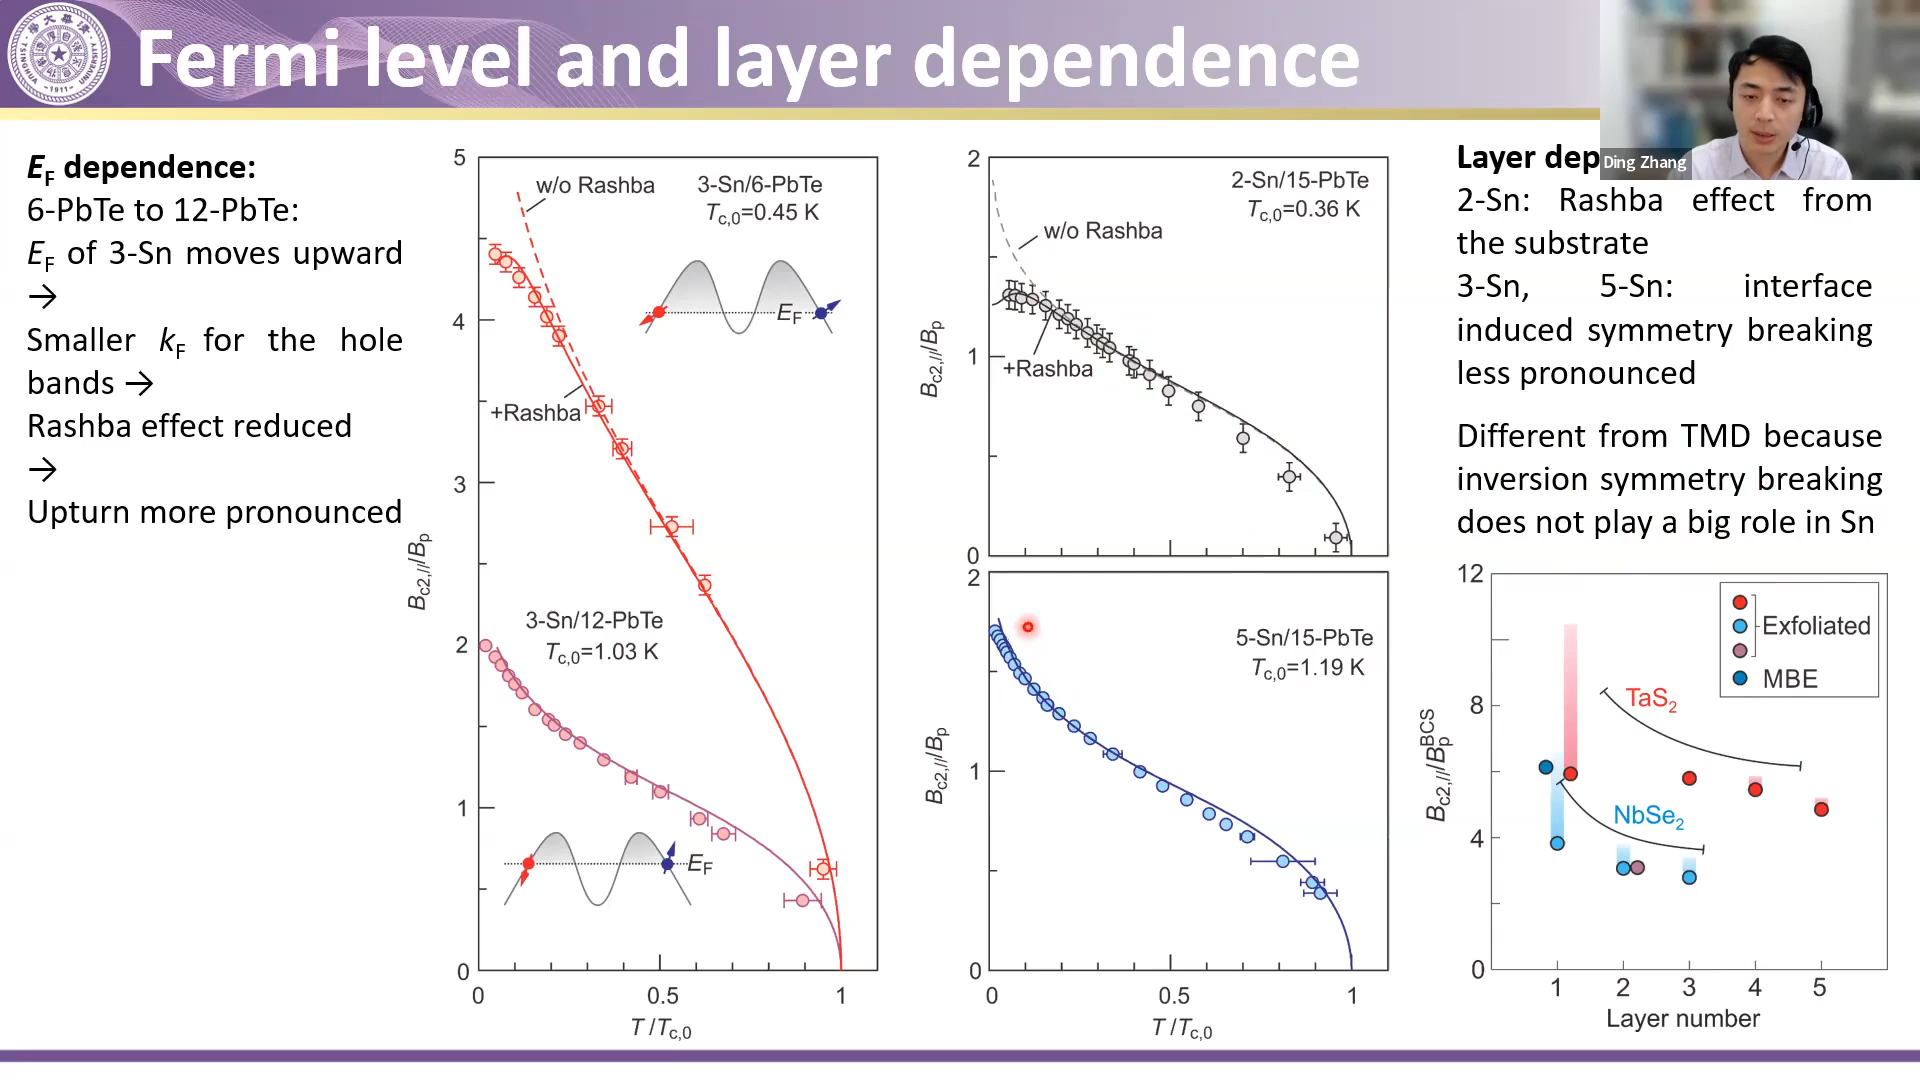 Fermi level and layer dependence
TSINGHUA UNIVERSITY
-1911-
Ding Zhang
EF dependence:
6-PbTe to 12-PbTe:
EF of 3-Sn moves upward
→
Smaller kF for the hole
bands →
Rashba effect reduced
→
Upturn more pronounced
5
4
3
2
1
0
Bc2,///Bp
w/o Rashba
3-Sn/6-PbTe
Tc,0=0.45 K
EF
+Rashba
3-Sn/12-PbTe
Tc,0=1.03 K
EF
0
0.5
1
T/Tc,0
2
1
0
Bc2,///Bp
2-Sn/15-PbTe
Tc,0=0.36 K
w/o Rashba
+Rashba
2
1
0
Bc2,///Bp
5-Sn/15-PbTe
Tc,0=1.19 K
0
0.5
1
T/Tc,0
Layer dep
2-Sn: Rashba effect from
the substrate
3-Sn, 5-Sn: interface
induced symmetry breaking
less pronounced
Different from TMD because
inversion symmetry breaking
does not play a big role in Sn
12
8
4
0
Bc2,///BpBCS
Exfoliated
MBE
TaS2
NbSe2
1
2
3
4
5
Layer number